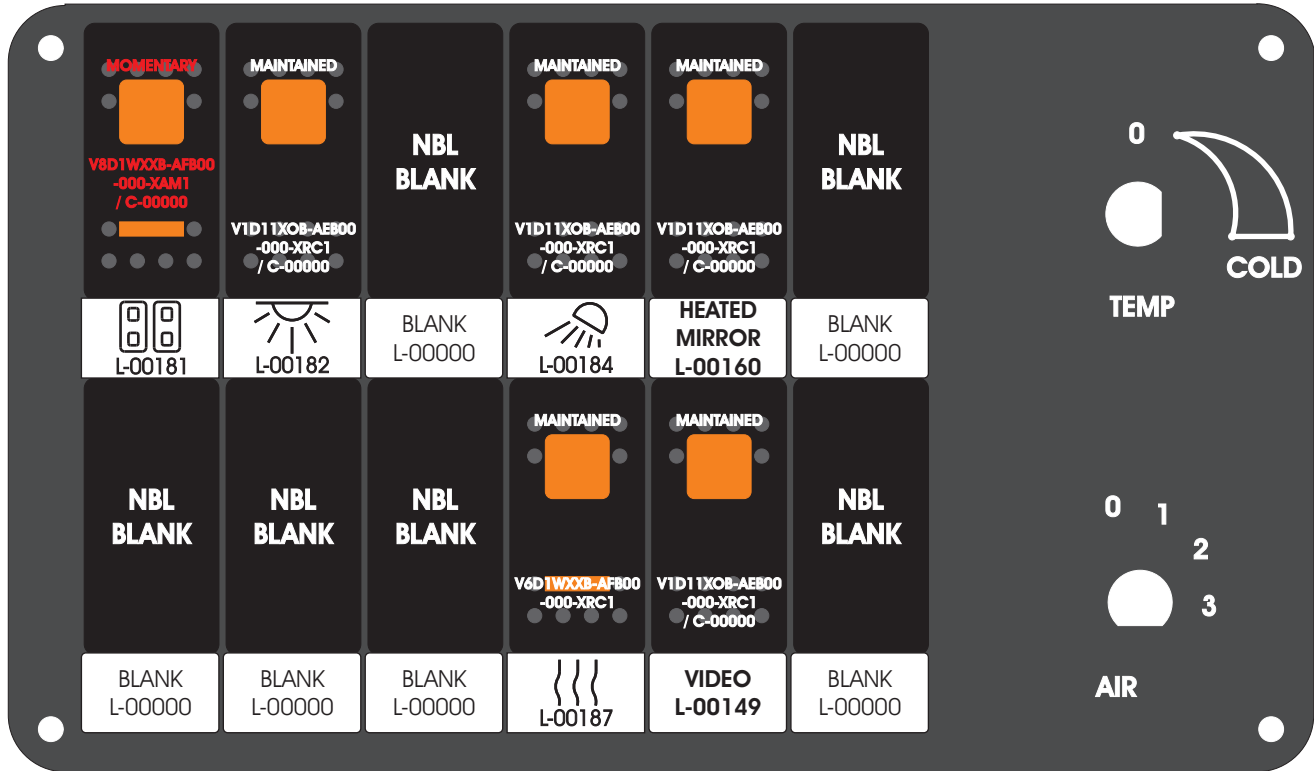 MOMENTARY
V8D1WXXB-AFB00
-000-XAM1
/ C-00000
L-00181
MAINTAINED
V1D11XOB-AEB00
-000-XRC1
/ C-00000
L-00182
NBL
BLANK
BLANK
L-00000
MAINTAINED
V1D11XOB-AEB00
-000-XRC1
/ C-00000
L-00184
MAINTAINED
V1D11XOB-AEB00
-000-XRC1
/ C-00000
HEATED
MIRROR
L-00160
NBL
BLANK
BLANK
L-00000
0
COLD
TEMP
NBL
BLANK
BLANK
L-00000
NBL
BLANK
BLANK
L-00000
NBL
BLANK
BLANK
L-00000
MAINTAINED
V6D1WXXB-AFB00
-000-XRC1
L-00187
MAINTAINED
V1D11XOB-AEB00
-000-XRC1
/ C-00000
VIDEO
L-00149
NBL
BLANK
BLANK
L-00000
0
1
2
3
AIR